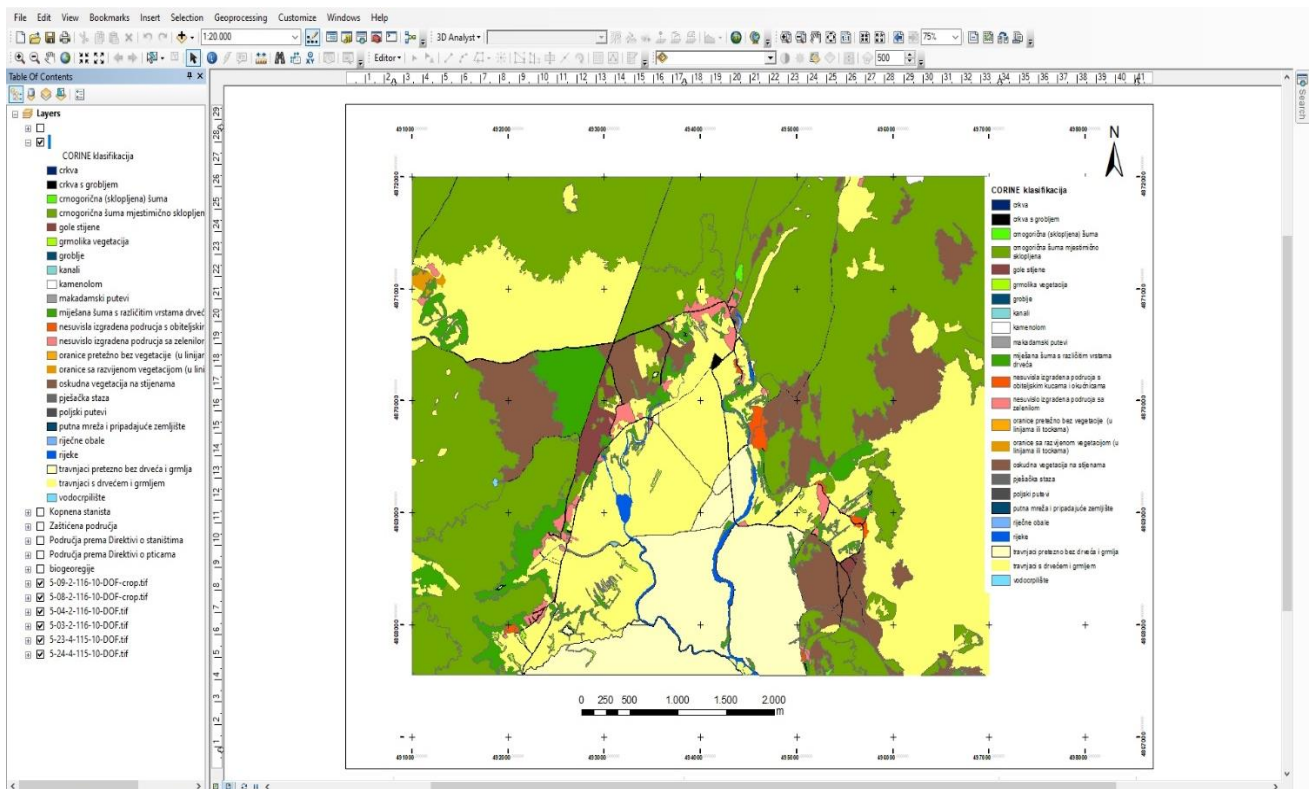 File Edit View Bookmarks Insert Selection Geoprocessing Customize Windows Help
1:20.000
3D Analyst
75%
Editor
500
Table Of Contents
Search
Layers
CORINE klasifikacija
crkva
crkva s grobljem
crnogorična (sklopljena) šuma
crnogorična šuma mjestimično sklopljen
gole stijene
grmolika vegetacija
groblje
kanali
kamenolom
makadamski putevi
miješana šuma s različitim vrstama drveć
nesuvisla izgrađena područja s obiteljskir
nesuvislo izgrađena područja sa zelenilor
oranice pretežno bez vegetacije (u linijar
oranice sa razvijenom vegetacijom (u lini
oskudna vegetacija na stijenama
pješačka staza
poljski putevi
putna mreža i pripadajuće zemljište
riječne obale
rijeke
travnjaci pretezno bez drveća i grmlja
travnjaci s drvećem i grmljem
vodocrpilište
Kopnena stanista
Zaštićena područja
Područja prema Direktivi o staništima
Područja prema Direktivi o pticama
biogeoregije
5-09-2-116-10-DOF-crop.tif
5-08-2-116-10-DOF-crop.tif
5-04-2-116-10-DOF.tif
5-03-2-116-10-DOF.tif
5-23-4-115-10-DOF.tif
5-24-4-115-10-DOF.tif
N
CORINE klasifikacija
crkva
crkva s grobljem
crnogorična (sklopljena) šuma
crnogorična šuma mjestimično
sklopljena
gole stijene
grmolika vegetacija
groblje
kanali
kamenolom
makadamski putevi
miješana šuma s različitim vrstama
drveća
nesuvisla izgrađena područja s
obiteljskim kucama i okućnicama
nesuvislo izgrađena područja sa
zelenilom
oranice pretežno bez vegetacije (u
linijama ili tockama)
oranice sa razvijenom vegetacijom (u
linijama ili tockama)
oskudna vegetacija na stijenama
pješačka staza
poljski putevi
putna mreža i pripadajuće zemljište
riječne obale
rijeke
travnjaci pretezno bez drveća i grmlja
travnjaci s drvećem i grmljem
vodocrpilište
0 250 500 1.000 1.500 2.000
m